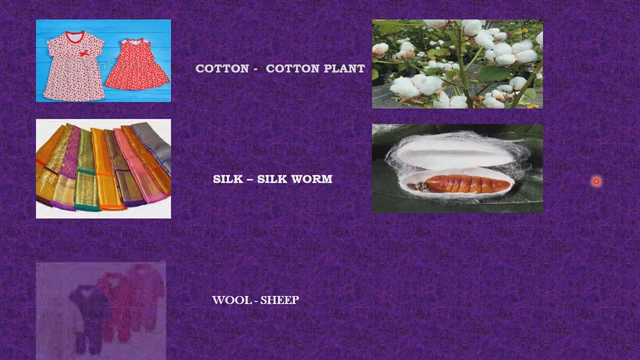 COTTON - COTTON PLANT
SILK – SILK WORM
WOOL - SHEEP